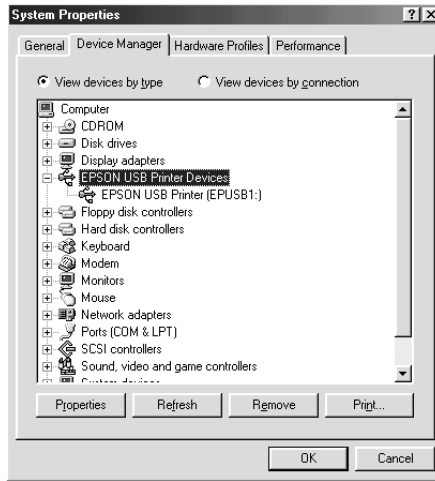 System Properties
General Device Manager Hardware Profiles Performance
View devices by type View devices by connection
Computer
CDROM
Disk drives
Display adapters
EPSON USB Printer Devices
EPSON USB Printer (EPUSB1:)
Floppy disk controllers
Hard disk controllers
Keyboard
Modem
Monitors
Mouse
Network adapters
Ports (COM & LPT)
SCSI controllers
Sound, video and game controllers
Properties Refresh Remove Print...
OK Cancel